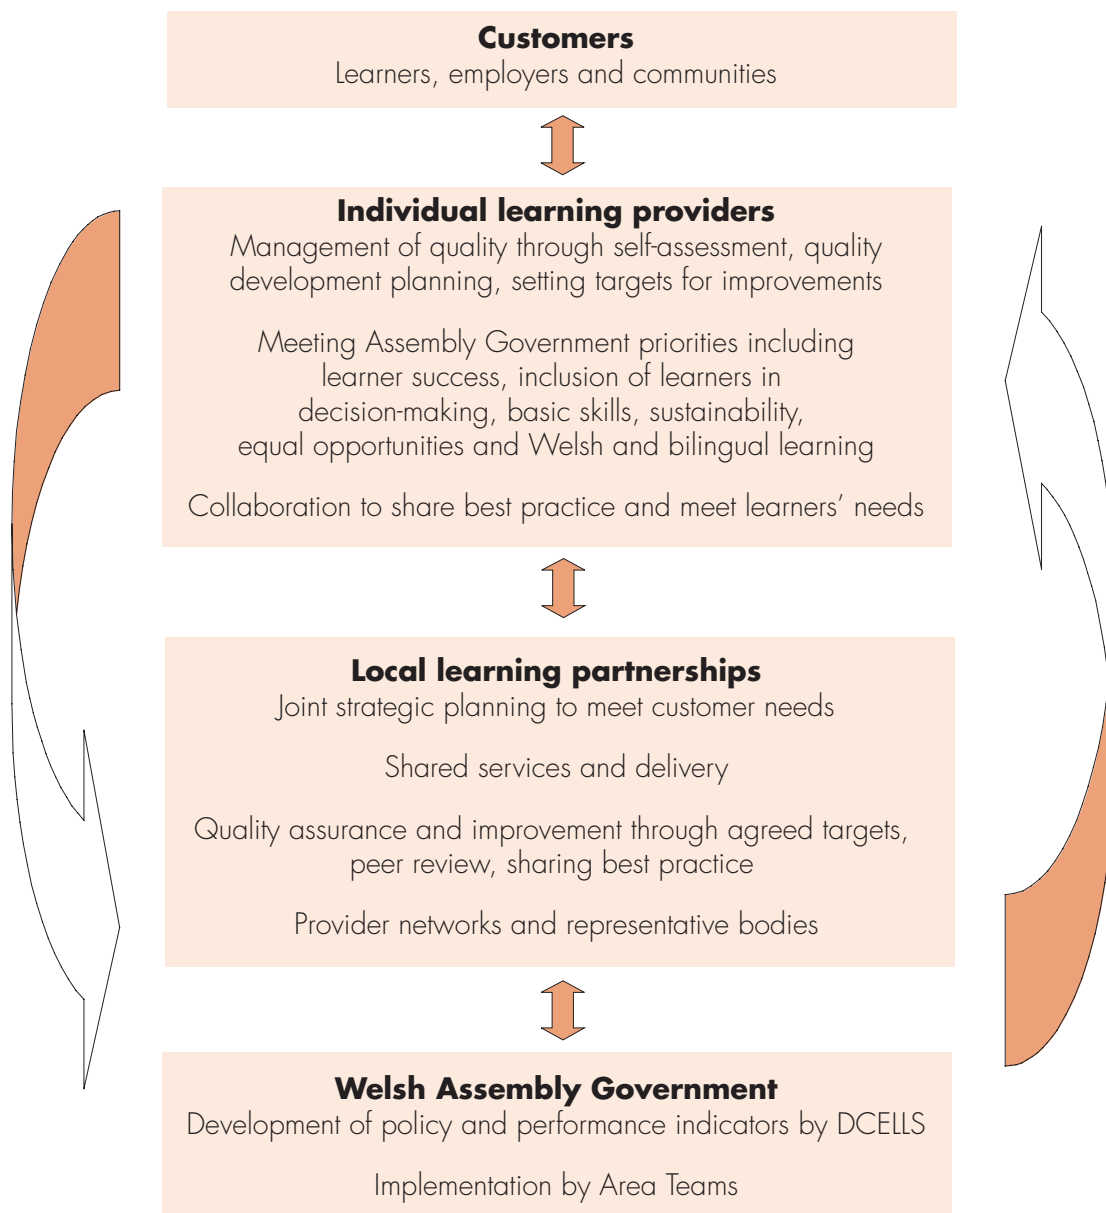 Customers
Learners, employers and communities
Individual learning providers
Management of quality through self-assessment, quality
development planning, setting targets for improvements
Meeting Assembly Government priorities including
learner success, inclusion of learners in
decision-making, basic skills, sustainability,
equal opportunities and Welsh and bilingual learning
Collaboration to share best practice and meet learners’ needs
Local learning partnerships
Joint strategic planning to meet customer needs
Shared services and delivery
Quality assurance and improvement through agreed targets,
peer review, sharing best practice
Provider networks and representative bodies
Welsh Assembly Government
Development of policy and performance indicators by DCELLS
Implementation by Area Teams